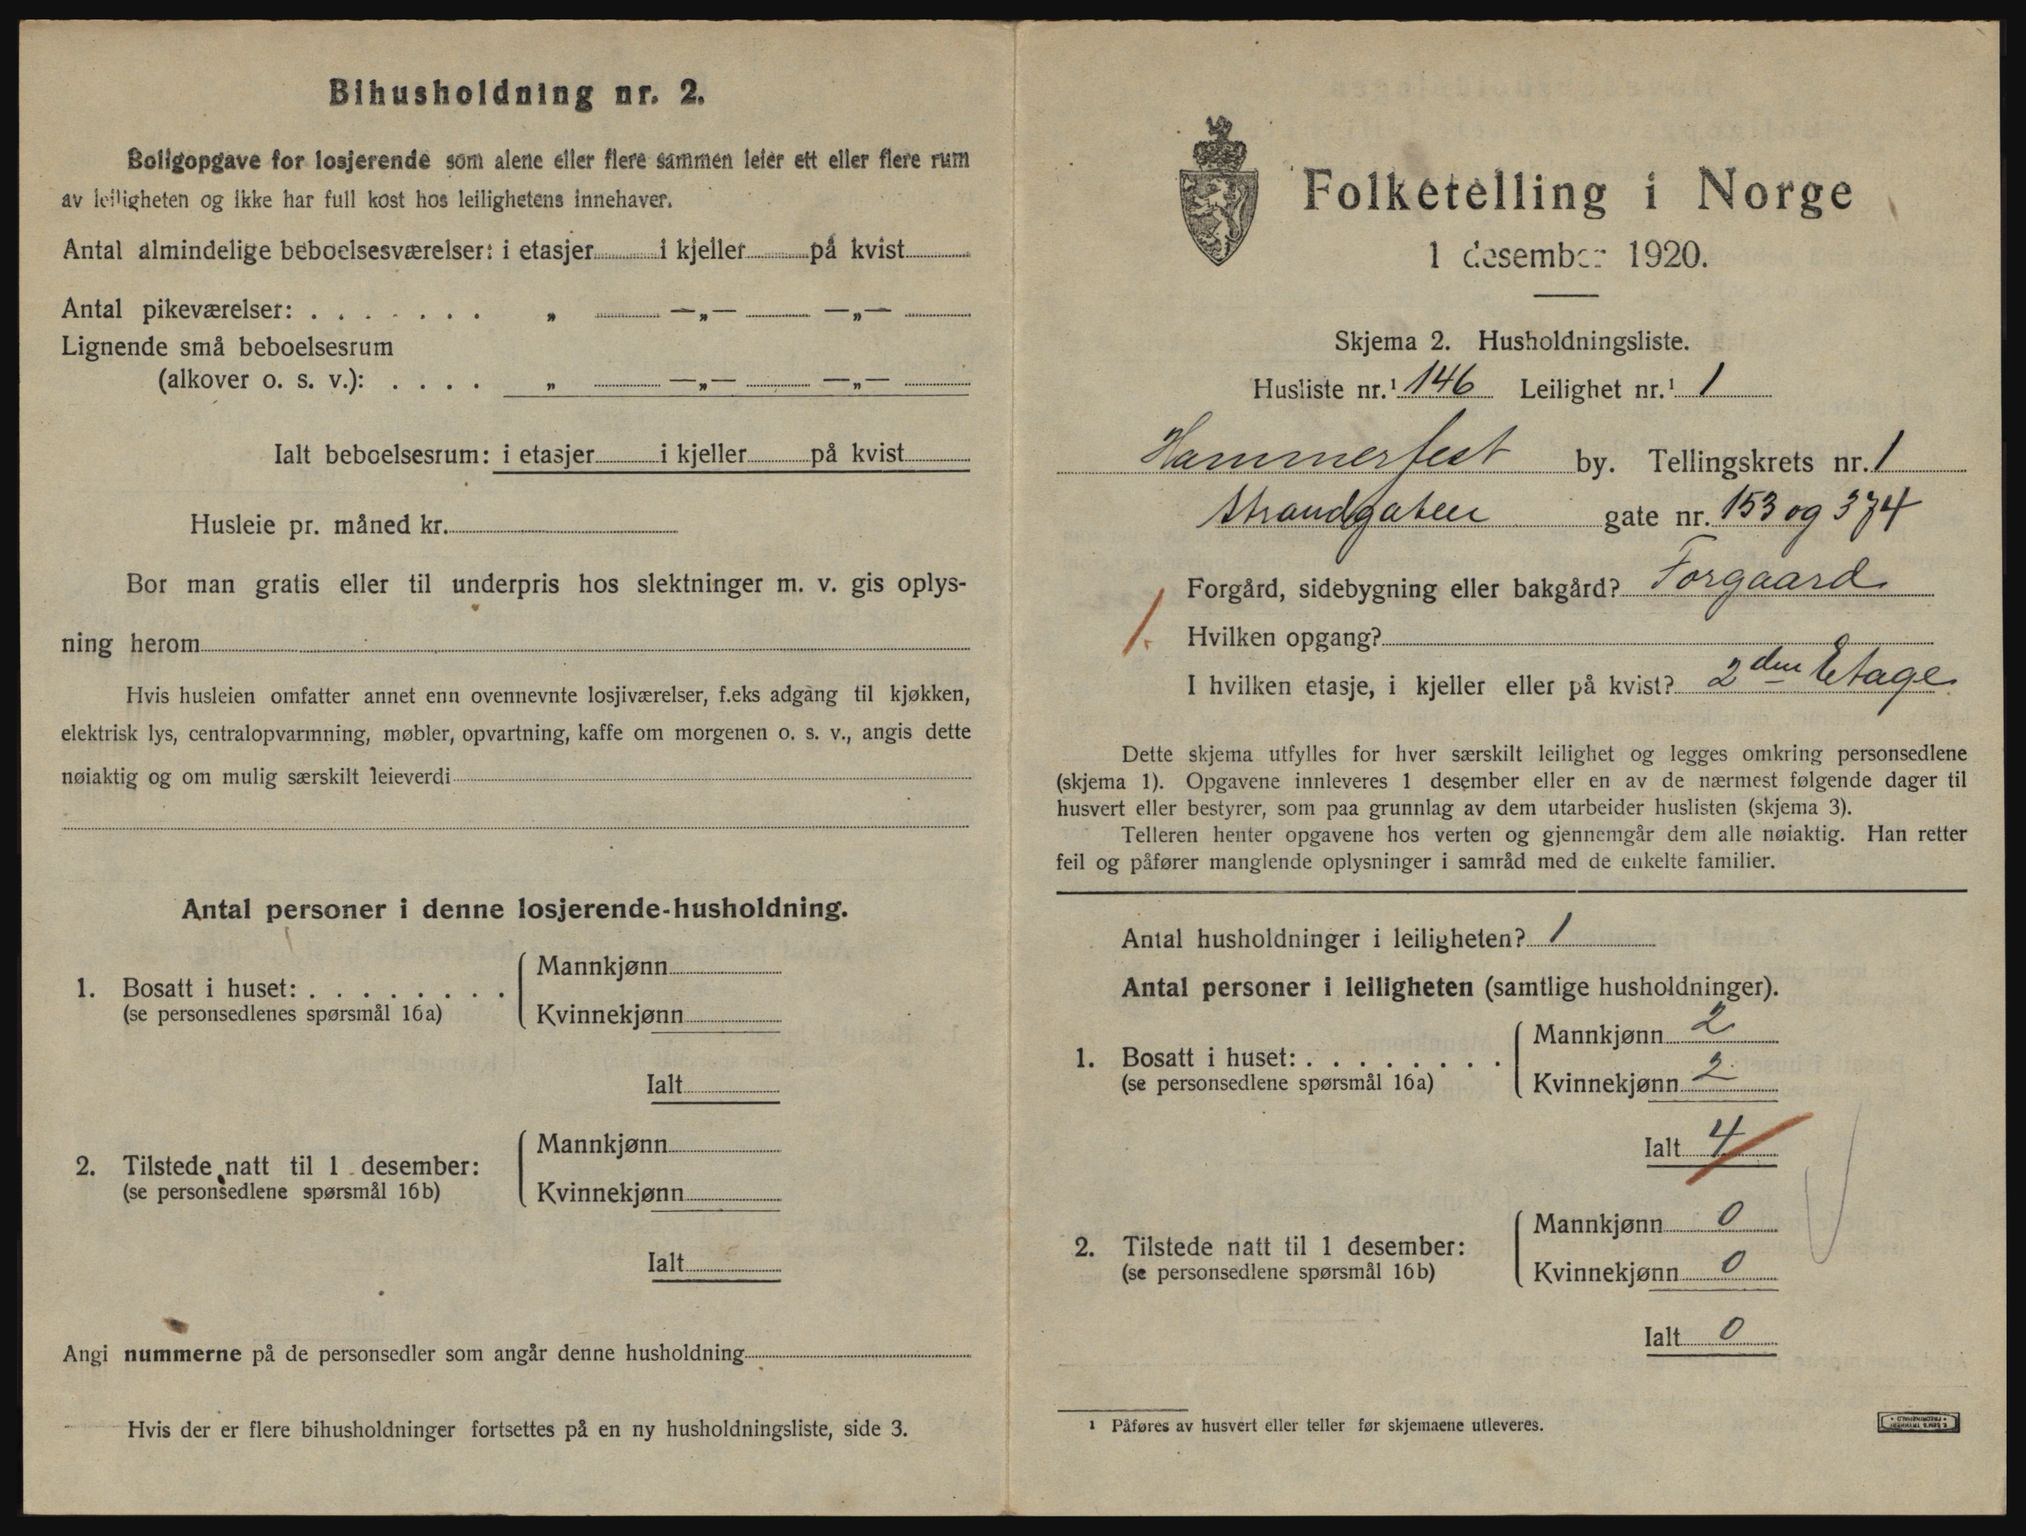 Bihusholdning nr. 2.
Boligopgave for losjerende som alene eller flere sammen leier ett eller flere rum
av leiligheten og ikke har full kost hos leilighetens innehaver.
Antal almindelige beboelsesværelser: i etasjer i kjeller på kvist
Antal pikeværelser: . . . . . . . „ —„— —„—
Lignende små beboelsesrum
(alkover o. s. v.): . . . . „ —„— —„—
Ialt beboelsesrum: i etasjer i kjeller på kvist
Husleie pr. måned kr.
Bor man gratis eller til underpris hos slektninger m. v. gis oplys-
ning herom
Hvis husleien omfatter annet enn ovennevnte losjiværelser, f.eks adgang til kjøkken,
elektrisk lys, centralopvarmning, møbler, opvartning, kaffe om morgenen o. s. v., angis dette
nøiaktig og om mulig særskilt leieverdi
Antal personer i denne losjerende-husholdning.
1. Bosatt i huset: . . . . . . . .
(se personsedlenes spørsmål 16a)
Mannkjønn
Kvinnekjønn
Ialt
2. Tilstede natt til 1 desember:
(se personsedlene spørsmål 16b)
Mannkjønn
Kvinnekjønn
Ialt
Angi nummerne på de personsedler som angår denne husholdning
Hvis der er flere bihusholdninger fortsettes på en ny husholdningsliste, side 3.
Folketelling i Norge
1 desember 1920.
Skjema 2. Husholdningsliste.
Husliste nr.¹ 146 Leilighet nr.¹ 1
Hammerfest by. Tellingskrets nr. 1
Strandgaten gate nr. 153 og 374
Forgård, sidebygning eller bakgård? Forgaard
1.
Hvilken opgang?
I hvilken etasje, i kjeller eller på kvist? 2den Etage
Dette skjema utfylles for hver særskilt leilighet og legges omkring personsedlene
(skjema 1). Opgavene innleveres 1 desember eller en av de nærmest følgende dager til
husvert eller bestyrer, som paa grunnlag av dem utarbeider huslisten (skjema 3).
Telleren henter opgavene hos verten og gjennemgår dem alle nøiaktig. Han retter
feil og påfører manglende oplysninger i samråd med de enkelte familier.
Antal husholdninger i leiligheten? 1
Antal personer i leiligheten (samtlige husholdninger).
1. Bosatt i huset: . . . . . . . .
(se personsedlene spørsmål 16a)
Mannkjønn 2
Kvinnekjønn 2
Ialt 4
2. Tilstede natt til 1 desember:
(se personsedlene spørsmål 16b)
Mannkjønn 0
Kvinnekjønn 0
Ialt 0
¹ Påføres av husvert eller teller før skjemaene utleveres.